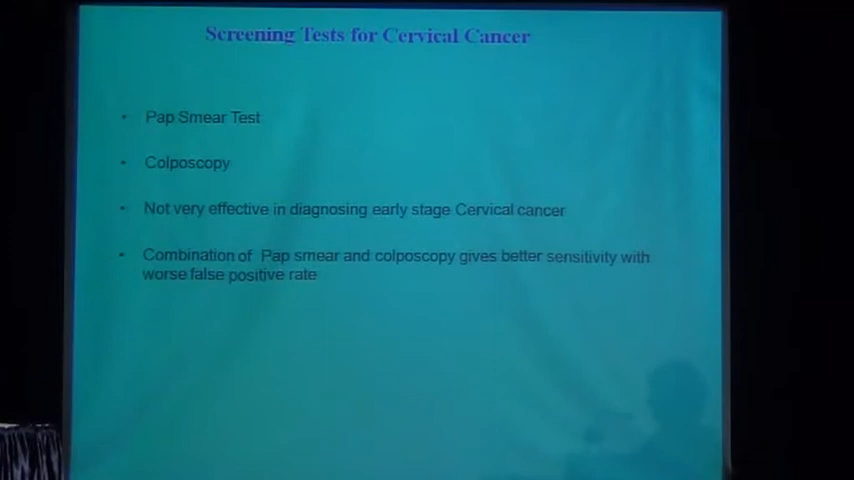 Screening Tests for Cervical Cancer
• Pap Smear Test
• Colposcopy
• Not very effective in diagnosing early stage Cervical cancer
• Combination of Pap smear and colposcopy gives better sensitivity with
worse false positive rate